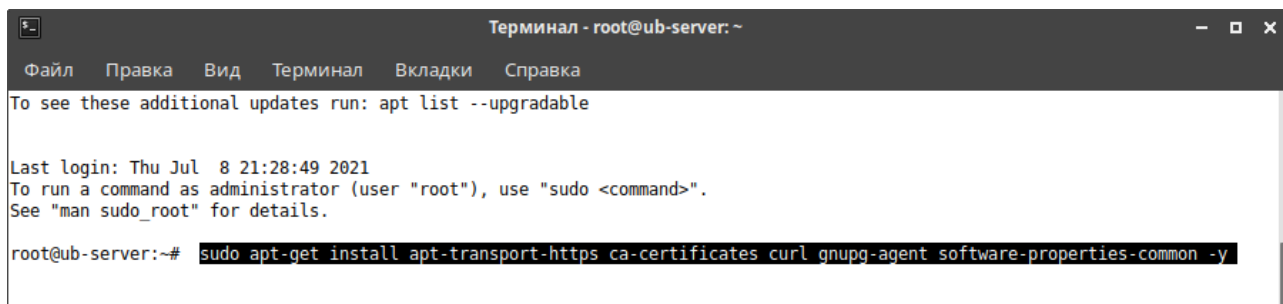 Терминал - root@ub-server: ~
Файл Правка Вид Терминал Вкладки Справка
To see these additional updates run: apt list --upgradable
Last login: Thu Jul  8 21:28:49 2021
To run a command as administrator (user "root"), use "sudo <command>".
See "man sudo_root" for details.
root@ub-server:~#  sudo apt-get install apt-transport-https ca-certificates curl gnupg-agent software-properties-common -y